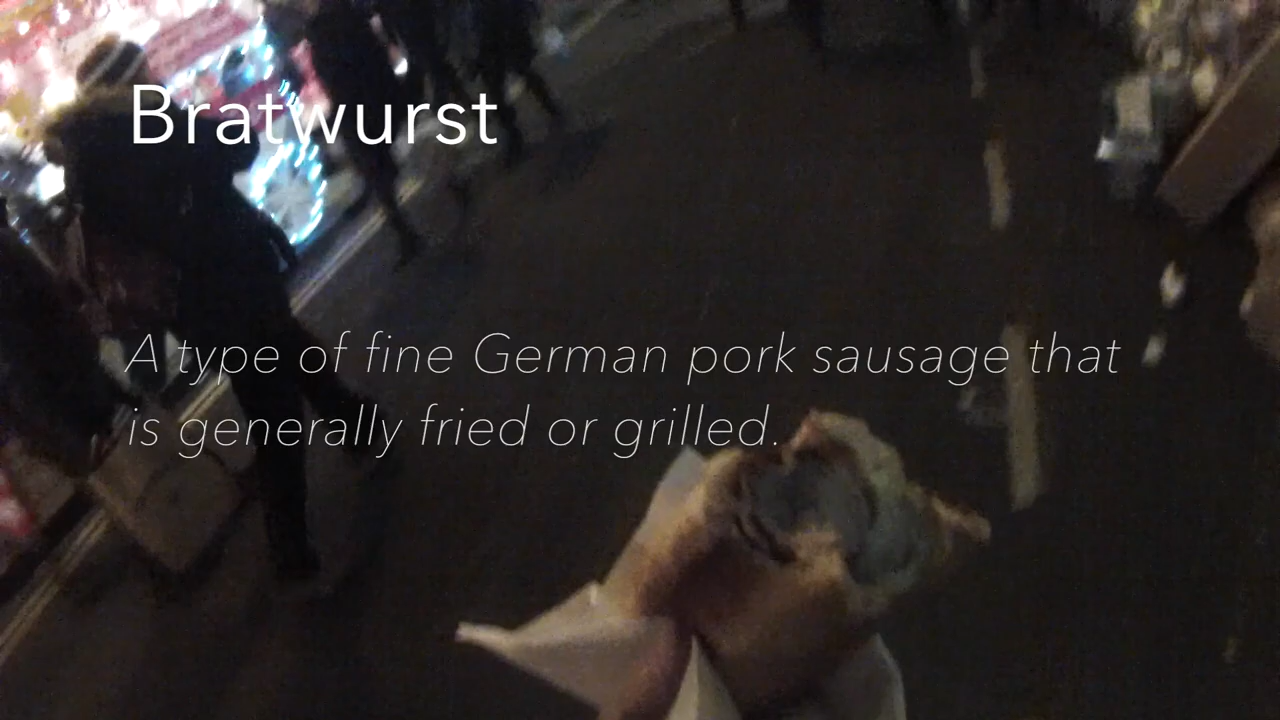 Bratwurst
A type of fine German pork sausage that
is generally fried or grilled.